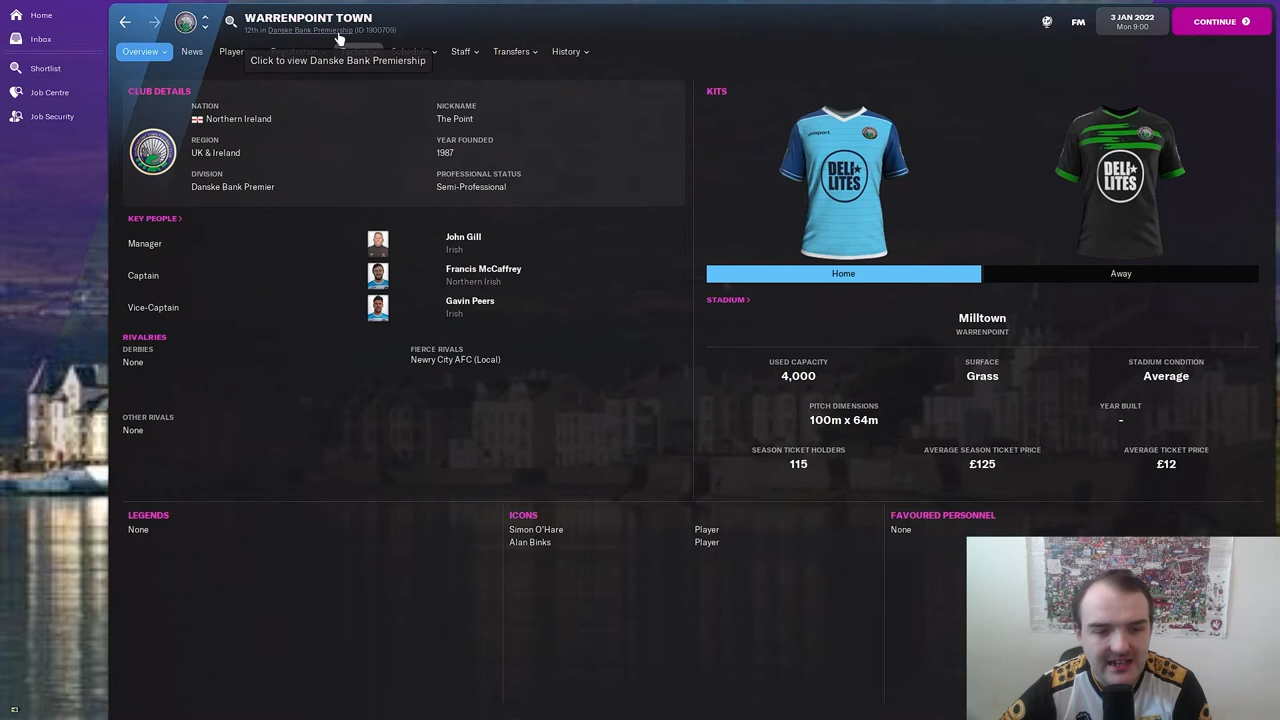 Home
Inbox
Shortlist
Job Centre
Job Security
WARRENPOINT TOWN
12th in Danske Bank Premiership (ID:1900709)
FM
3 JAN 2022
Mon 9:00
CONTINUE
Overview
News
Player
Staff
Transfers
History
Click to view Danske Bank Premiership
CLUB DETAILS
NATION
Northern Ireland
NICKNAME
The Point
REGION
UK & Ireland
YEAR FOUNDED
1987
DIVISION
Danske Bank Premier
PROFESSIONAL STATUS
Semi-Professional
KEY PEOPLE >
Manager
John Gill
Irish
Captain
Francis McCaffrey
Northern Irish
Vice-Captain
Gavin Peers
Irish
RIVALRIES
DERBIES
None
FIERCE RIVALS
Newry City AFC (Local)
OTHER RIVALS
None
KITS
uhlsport
DELI
LITES
DELI
LITES
Home
Away
STADIUM >
Milltown
WARRENPOINT
USED CAPACITY
4,000
SURFACE
Grass
STADIUM CONDITION
Average
PITCH DIMENSIONS
100m x 64m
YEAR BUILT
-
SEASON TICKET HOLDERS
115
AVERAGE SEASON TICKET PRICE
£125
AVERAGE TICKET PRICE
£12
LEGENDS
None
ICONS
Simon O'Hare
Player
Alan Binks
Player
FAVOURED PERSONNEL
None